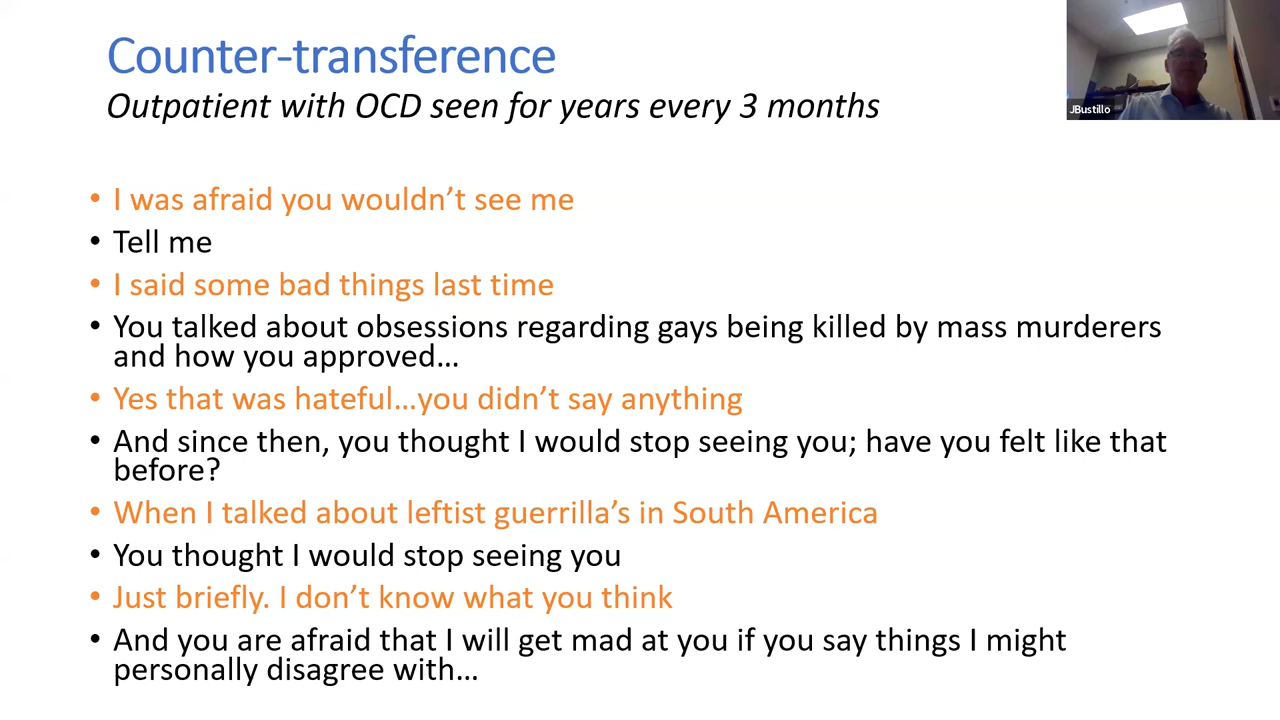 Counter-transference
Outpatient with OCD seen for years every 3 months
JBustillo
• I was afraid you wouldn’t see me
• Tell me
• I said some bad things last time
• You talked about obsessions regarding gays being killed by mass murderers
and how you approved…
• Yes that was hateful…you didn’t say anything
• And since then, you thought I would stop seeing you; have you felt like that
before?
• When I talked about leftist guerrilla’s in South America
• You thought I would stop seeing you
• Just briefly. I don’t know what you think
• And you are afraid that I will get mad at you if you say things I might
personally disagree with…